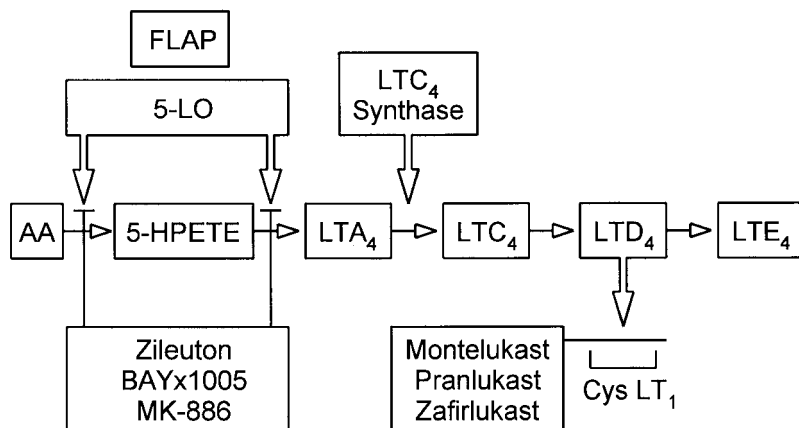 FLAP
5-LO
LTC₄
Synthase
AA
5-HPETE
LTA₄
LTC₄
LTD₄
LTE₄
Zileuton
BAYx1005
MK-886
Montelukast
Pranlukast
Zafirlukast
Cys LT₁